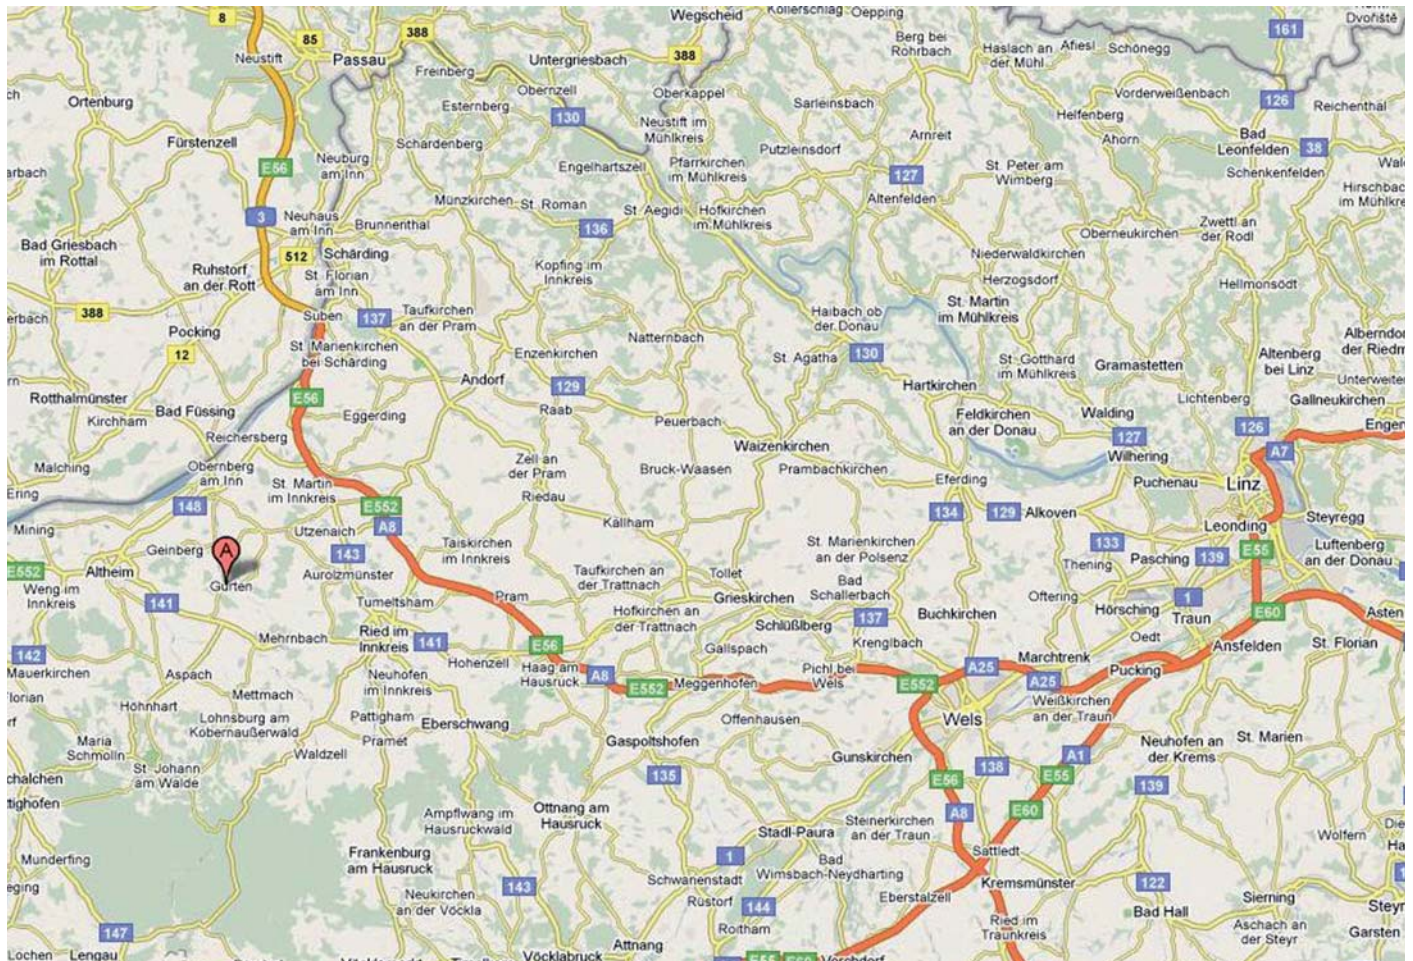 8
85
388
Wegscheid
Kollerschlag
Oepping
Dvořiště
161
Neustift
Passau
Freinberg
Untergriesbach
388
Berg bei
Rohrbach
Haslach an
der Mühl
Afiesl
Schönegg
Ortenburg
Esternberg
Obernzell
130
Oberkappel
Sarleinsbach
Vorderweißenbach
126
Reichenthal
Helfenberg
Neustift im
Mühlkreis
Fürstenzell
Schardenberg
Arnreit
Ahorn
Bad
Leonfelden
38
Putzleinsdorf
E56
Neuburg
am Inn
Engelhartszell
Pfarrkirchen
im Mühlkreis
127
St. Peter am
Wimberg
Schenkenfelden
Münzkirchen
St. Roman
St. Aegidi
Hofkirchen
im Mühlkreis
Altenfelden
Hirschbach
im Mühlkre
3
Neuhaus
am Inn
Brunnenthal
136
Oberneukirchen
Zwettl an
der Rodl
Bad Griesbach
im Rottal
512
Schärding
Niederwaldkirchen
Ruhstorf
an der Rott
St. Florian
am Inn
Kopfing im
Innkreis
Herzogsdorf
Hellmonsödt
388
Suben
137
Taufkirchen
an der Pram
Haibach ob
der Donau
St. Martin
im Mühlkreis
Pocking
12
St. Marienkirchen
bei Schärding
Natternbach
Enzenkirchen
St. Agatha
130
St. Gotthard
im Mühlkreis
Gramastetten
Altenberg
bei Linz
Alberndor
der Riedm
Rotthalmünster
Andorf
129
Hartkirchen
Unterweiter
E56
Lichtenberg
Gallneukirchen
Kirchham
Bad Füssing
Eggerding
Raab
Peuerbach
Feldkirchen
an der Donau
Walding
127
126
Reichersberg
Waizenkirchen
Wilhering
A7
Malching
Obernberg
am Inn
Zell an
der Pram
Bruck-Waasen
Prambachkirchen
Eferding
Puchenau
Linz
Ering
St. Martin
im Innkreis
Riedau
148
E552
Kallham
134
129
Alkoven
Steyregg
Mining
Utzenaich
A8
Leonding
A
Geinberg
143
Taiskirchen
im Innkreis
St. Marienkirchen
an der Polsenz
133
Pasching
139
E55
Luftenberg
an der Donau
E552
Altheim
Aurolzmünster
Taufkirchen an
der Trattnach
Tollet
Bad
Schallerbach
Thening
Weng im
Innkreis
Gurten
141
Tumeltsham
Pram
Grieskirchen
Oftering
Hörsching
1
Traun
E60
Asten
Hofkirchen an
der Trattnach
Schlüßlberg
137
Buchkirchen
Mehrnbach
Ried im
Innkreis
141
E56
Krenglbach
Oedt
Ansfelden
St. Florian
142
Hohenzell
Gallspach
Mauerkirchen
Aspach
Neuhofen
im Innkreis
Haag am
Hausruck
A8
Pichl bei
Wels
A25
Marchtrenk
Pucking
E552
Meggenhofen
E552
A25
Mettmach
Höhnhart
Lohnsburg am
Kobernaußerwald
Pattigham
Eberschwang
Offenhausen
Wels
Weißkirchen
an der Traun
Maria
Schmolln
Pramet
Gaspoltshofen
Waldzell
Gunskirchen
A1
Neuhofen an
der Krems
St. Marien
St. Johann
am Walde
135
E56
138
E55
139
Ampflwang im
Hausruckwald
Ottnang am
Hausruck
E60
Steinerkirchen
an der Traun
A8
Stadl-Paura
Wolfern
Munderfing
Frankenburg
am Hausruck
1
Bad
Wimsbach-Neydharting
Sattledt
143
Schwanenstadt
Eberstalzell
Kremsmünster
122
Sierning
Neukirchen
an der Vöckla
Rüstorf
144
Bad Hall
Roitham
Ried im
Traunkreis
Aschach an
der Steyr
Garsten
147
Lochen
Lengau
Vöcklabruck
Attnang
E55
E60
Vorchdorf